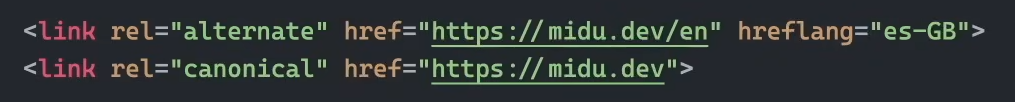 <link rel="alternate" href="https://midu.dev/en" hreflang="es-GB">
<link rel="canonical" href="https://midu.dev">